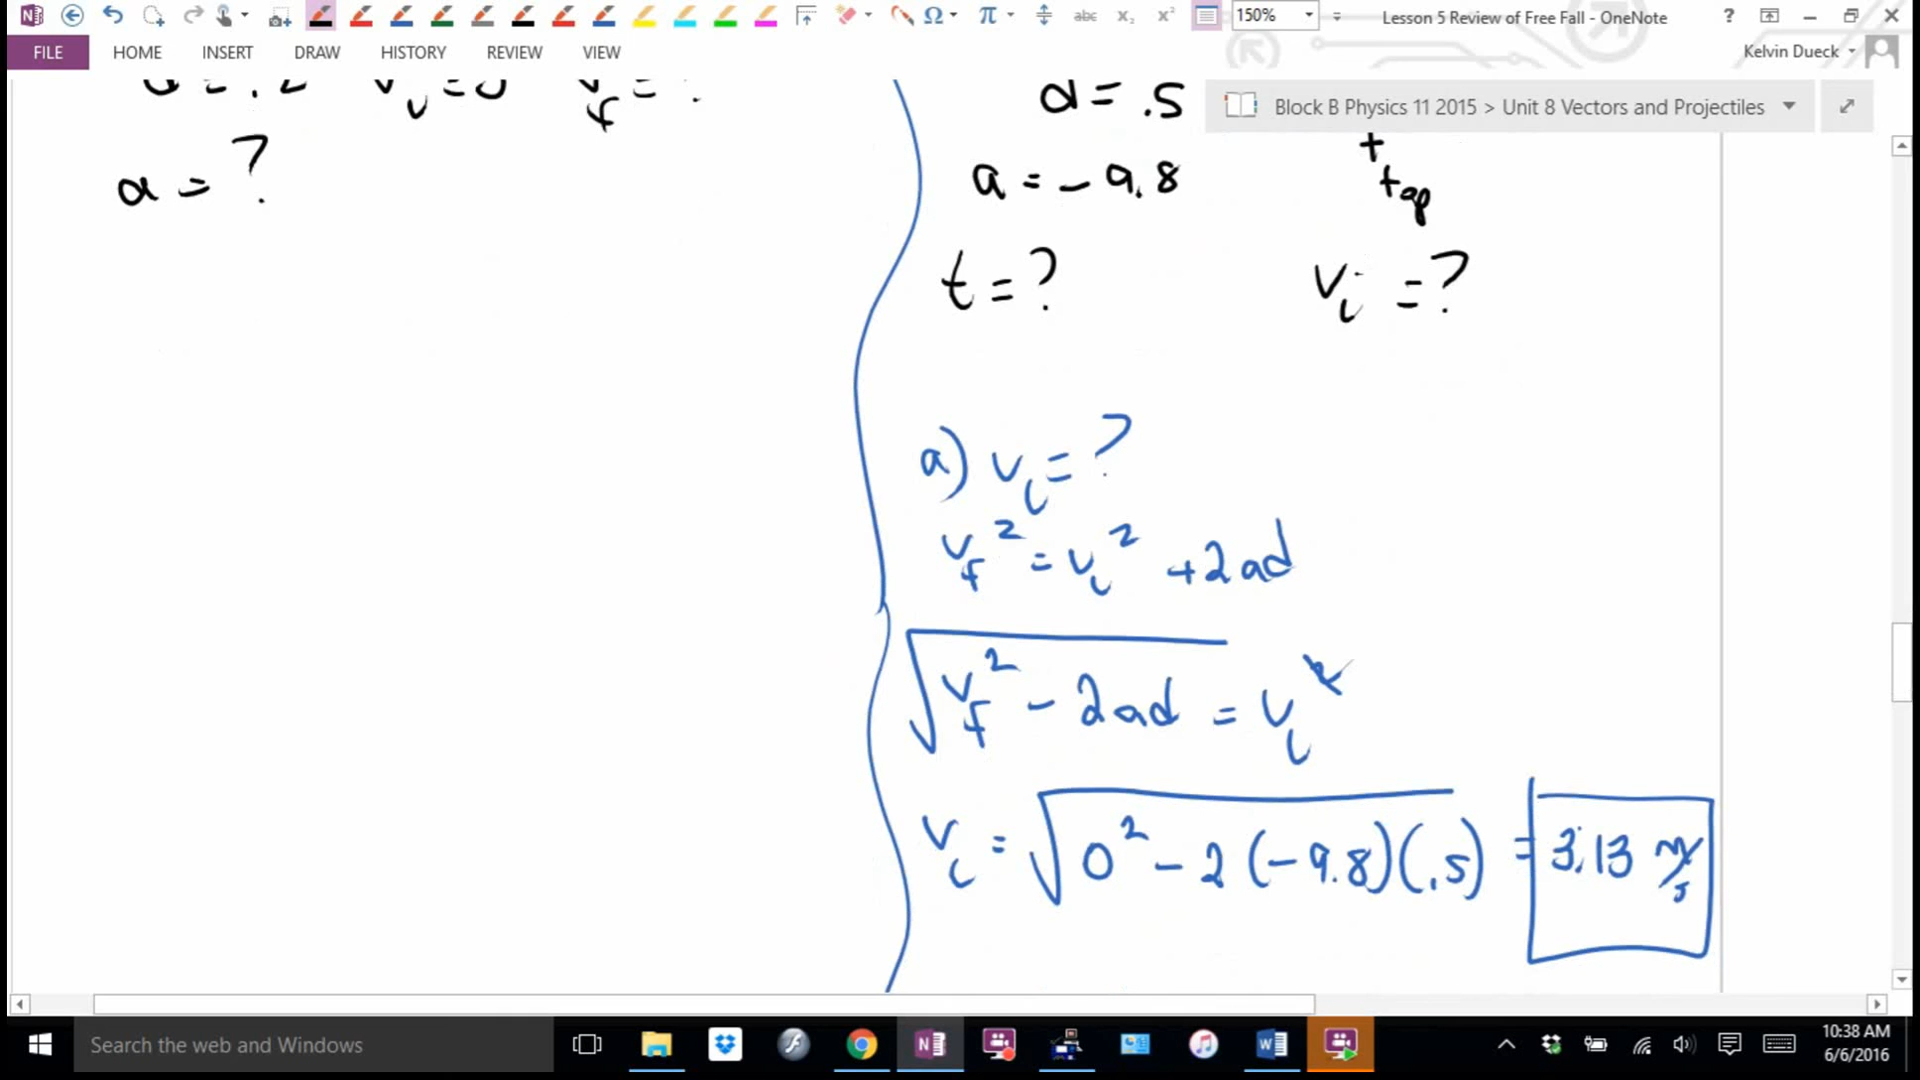 150%
Lesson 5 Review of Free Fall - OneNote
FILE HOME INSERT DRAW HISTORY REVIEW VIEW
Kelvin Dueck
Block B Physics 11 2015 > Unit 8 Vectors and Projectiles
a = ?
d = .5
a = - 9.8
t top
t = ?
vi = ?
a) vi = ?
vf² = vi² + 2ad
√vf² - 2ad = vi²
vi = √0² - 2 (-9.8)(.5) = 3.13 m/s
Search the web and Windows
10:38 AM
6/6/2016